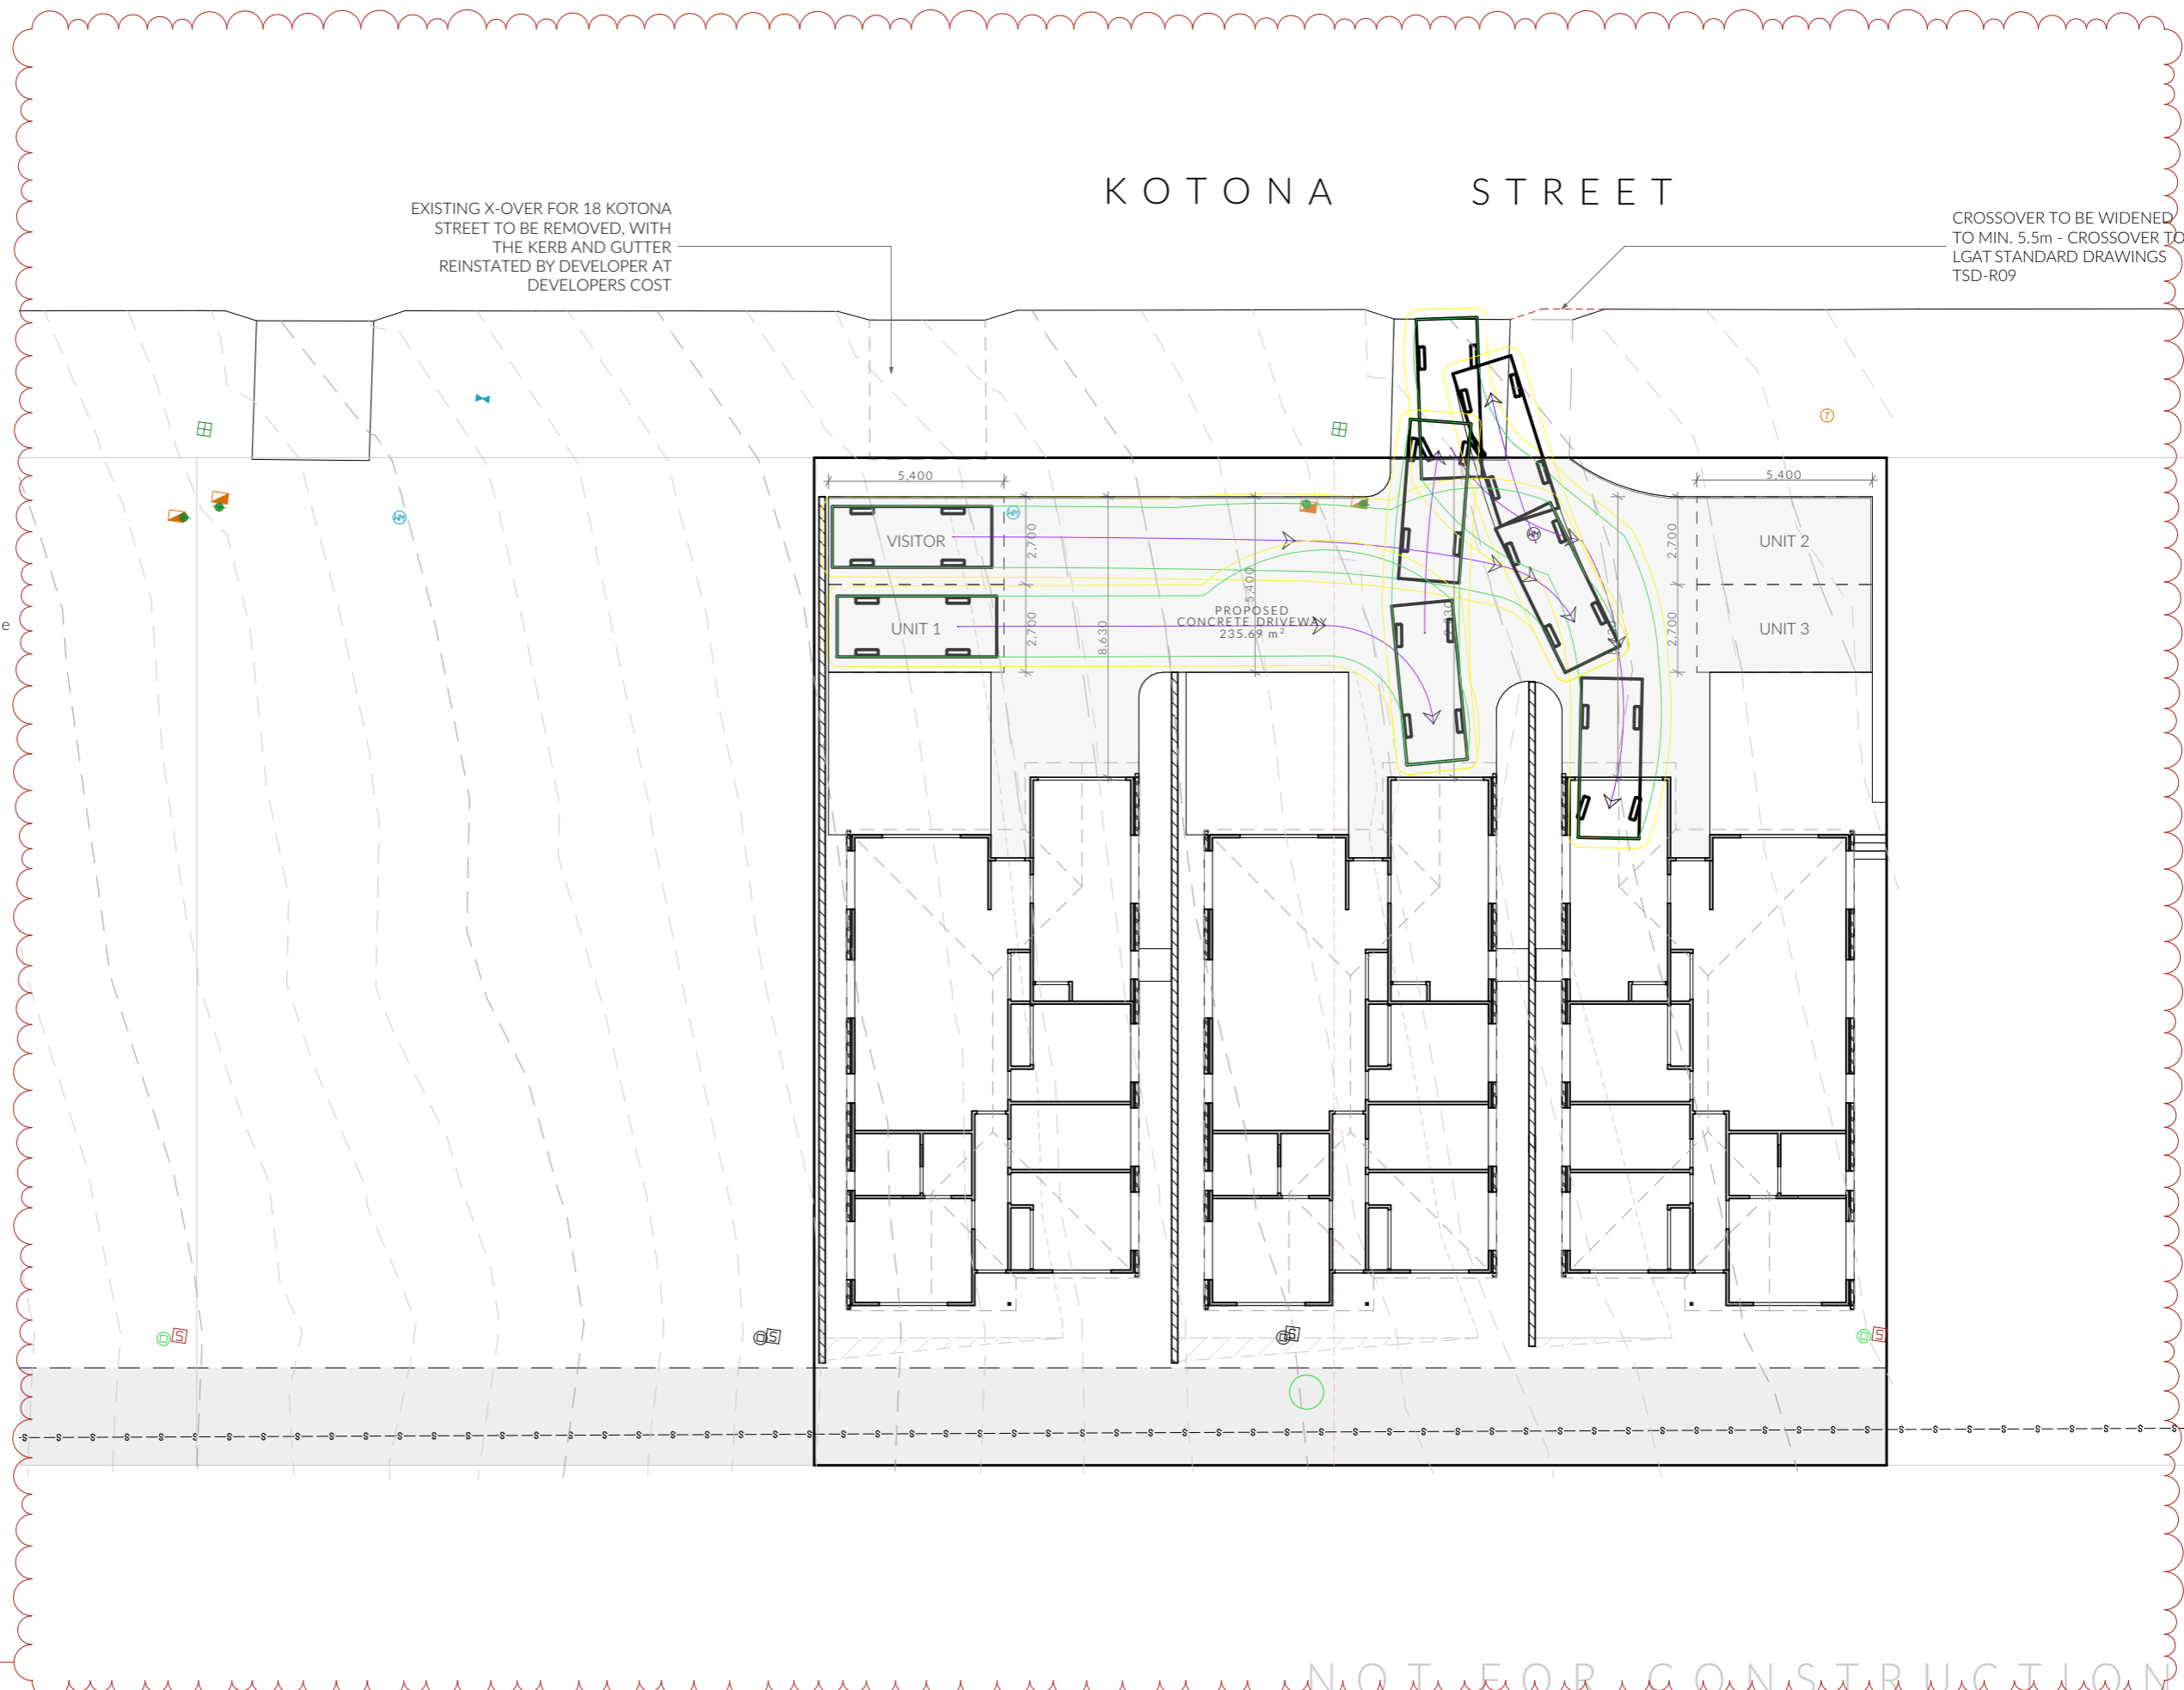 KOTONA STREET
EXISTING X-OVER FOR 18 KOTONA
STREET TO BE REMOVED, WITH
THE KERB AND GUTTER
REINSTATED BY DEVELOPER AT
DEVELOPERS COST
CROSSOVER TO BE WIDENED
TO MIN. 5.5m - CROSSOVER TO
LGAT STANDARD DRAWINGS
TSD-R09
5,400
5,400
VISITOR
2,700
2,700
UNIT 2
5,400
UNIT 1
2,700
8,630
PROPOSED
CONCRETE DRIVEWAY
235.69 m²
2,700
UNIT 3
e
NOT FOR CONSTRUCTION